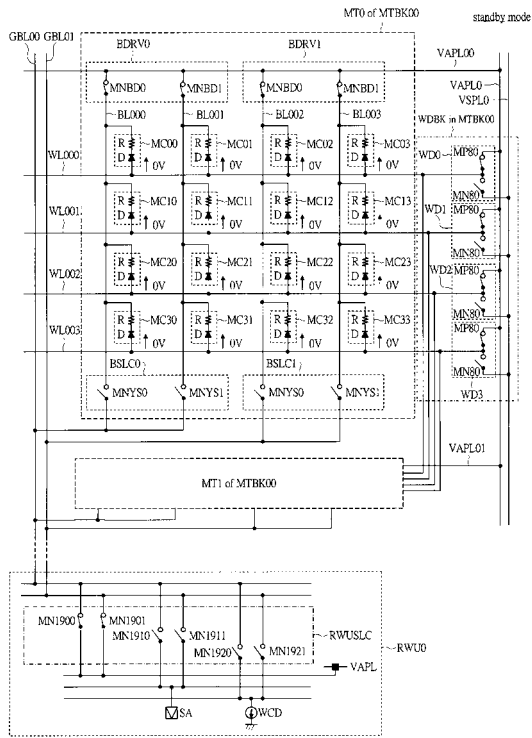 MT0 of MTBK00
standby mode
GBL00 GBL01
BDRV0 BDRV1
VAPL00
MNBD0 MNBD1 MNBD0 MNBD1
VAPL0
VSPL0
BL000 BL001 BL002 BL003
WDBK in MTBK00
R MC00 R MC01 R MC02 R MC03
WL000 D 0V D 0V D 0V D 0V
WD0 MP80
MN80
R MC10 R MC11 R MC12 R MC13
WL001 D 0V D 0V D 0V D 0V
WD1 MP80
MN80
R MC20 R MC21 R MC22 R MC23
WL002 D 0V D 0V D 0V D 0V
WD2 MP80
MN80
R MC30 R MC31 R MC32 R MC33
WL003 D 0V D 0V D 0V D 0V
MP80
MN80
BSLC0 BSLC1
MNYS0 MNYS1 MNYS0 MNYS1
WD3
VAPL01
MT1 of MTBK00
MN1900 MN1901
MN1910 MN1911
MN1920 MN1921
RWUSLC
RWU0
VAPL
SA WCD